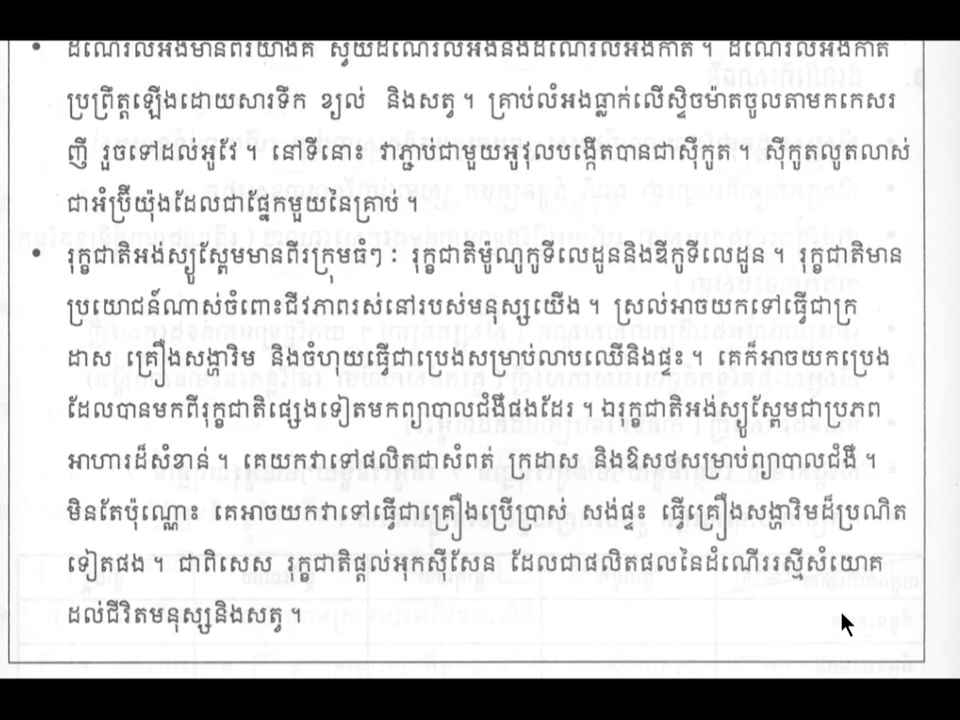 • ដំណើរលំអងមានពីរយ៉ាងគឺ ស្វ័យដំណើរលំអងនិងដំណើរលំអងកាត់ ។ ដំណើរលំអងកាត់
ប្រព្រឹត្តឡើងដោយសារទឹក ខ្យល់ និងសត្វ ។ គ្រាប់លំអងធ្លាក់លើស្ទិចម៉ាតចូលតាមកកេសរ
ញី រួចទៅដល់អូវែ ។ នៅទីនោះ វាភ្ជាប់ជាមួយអូវុលបង្កើតបានជាស៊ីកូត ។ ស៊ីកូតលូតលាស់
ជាអំប្រ៊ីយ៉ុងដែលជាផ្នែកមួយនៃគ្រាប់ ។
• រុក្ខជាតិអង់ស្យូស្ពែមមានពីរក្រុមធំៗ ៖ រុក្ខជាតិម៉ូណូកូទីលេដូននិងឌីកូទីលេដូន ។ រុក្ខជាតិមាន
ប្រយោជន៍ណាស់ចំពោះជីវភាពរស់នៅរបស់មនុស្សយើង ។ ស្រល់អាចយកទៅធ្វើជាក្រ
ដាស គ្រឿងសង្ហារិម និងចំហុយធ្វើជាប្រេងសម្រាប់លាបឈើនិងផ្ទះ ។ គេក៏អាចយកប្រេង
ដែលបានមកពីរុក្ខជាតិផ្សេងទៀតមកព្យាបាលជំងឺផងដែរ ។ ឯរុក្ខជាតិអង់ស្យូស្ពែមជាប្រភព
អាហារដ៏សំខាន់ ។ គេយកវាទៅផលិតជាសំពត់ ក្រដាស និងឱសថសម្រាប់ព្យាបាលជំងឺ ។
មិនតែប៉ុណ្ណោះ គេអាចយកវាទៅធ្វើជាគ្រឿងប្រើប្រាស់ សង់ផ្ទះ ធ្វើគ្រឿងសង្ហារិមដ៏ប្រណិត
ទៀតផង ។ ជាពិសេស រុក្ខជាតិផ្តល់អុកស៊ីសែន ដែលជាផលិតផលនៃដំណើររស្មីសំយោគ
ដល់ជីវិតមនុស្សនិងសត្វ ។